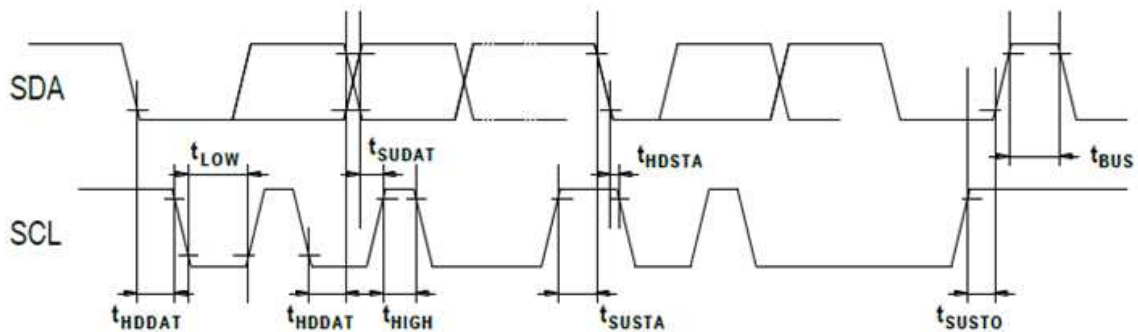 SDA
tLOW
tSUDAT
tHDSTA
tBUS
SCL
tHDDAT
tHDDAT
tHIGH
tSUSTA
tSUSTO